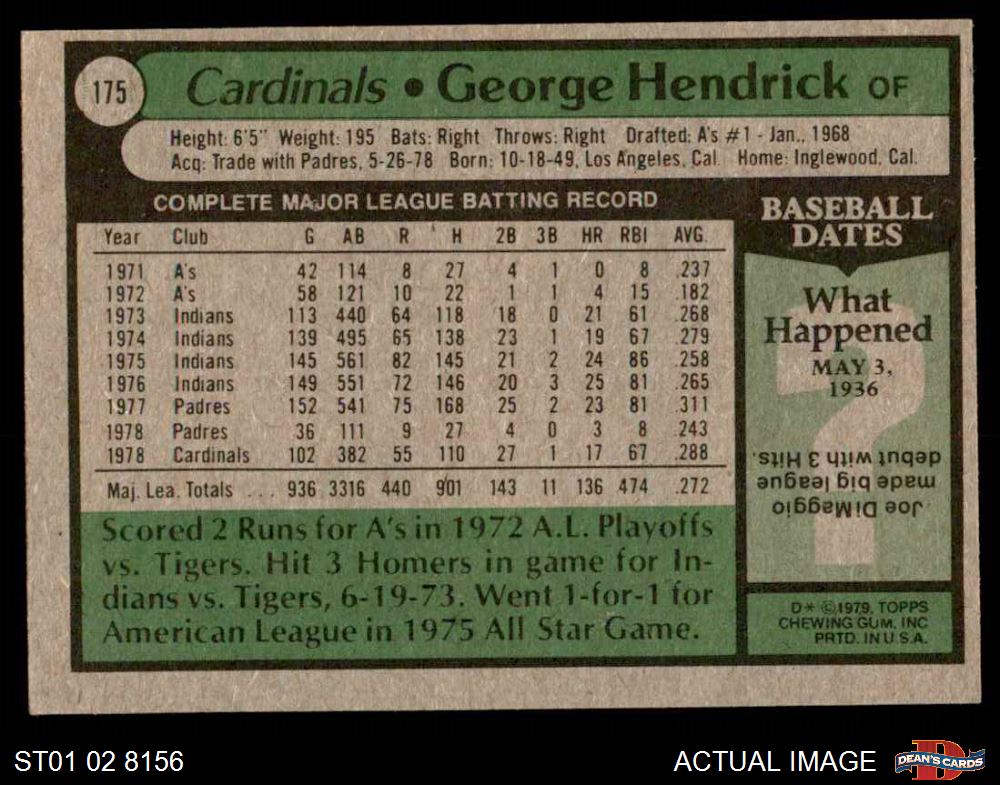 175
Cardinals • George Hendrick OF
Height: 6'5" Weight: 195 Bats: Right Throws: Right Drafted: A's #1 - Jan., 1968
Acq: Trade with Padres, 5-26-78 Born: 10-18-49, Los Angeles, Cal. Home: Inglewood, Cal.
COMPLETE MAJOR LEAGUE BATTING RECORD
Year Club G AB R H 2B 3B HR RBI AVG.
1971 A's 42 114 8 27 4 1 0 8 .237
1972 A's 58 121 10 22 1 1 4 15 .182
1973 Indians 113 440 64 118 18 0 21 61 .268
1974 Indians 139 495 65 138 23 1 19 67 .279
1975 Indians 145 561 82 145 21 2 24 86 .258
1976 Indians 149 551 72 146 20 3 25 81 .265
1977 Padres 152 541 75 168 25 2 23 81 .311
1978 Padres 36 111 9 27 4 0 3 8 .243
1978 Cardinals 102 382 55 110 27 1 17 67 .288
Maj. Lea. Totals ... 936 3316 440 901 143 11 136 474 .272
Scored 2 Runs for A's in 1972 A.L. Playoffs
vs. Tigers. Hit 3 Homers in game for In-
dians vs. Tigers, 6-19-73. Went 1-for-1 for
American League in 1975 All Star Game.
BASEBALL
DATES
What
Happened
MAY 3,
1936
?
Joe DiMaggio
made big league
debut with 3 Hits.
D* ©1979, TOPPS
CHEWING GUM, INC
PRTD. IN U.S.A.
ST01 02 8156
ACTUAL IMAGE
D
DEAN'S CARDS